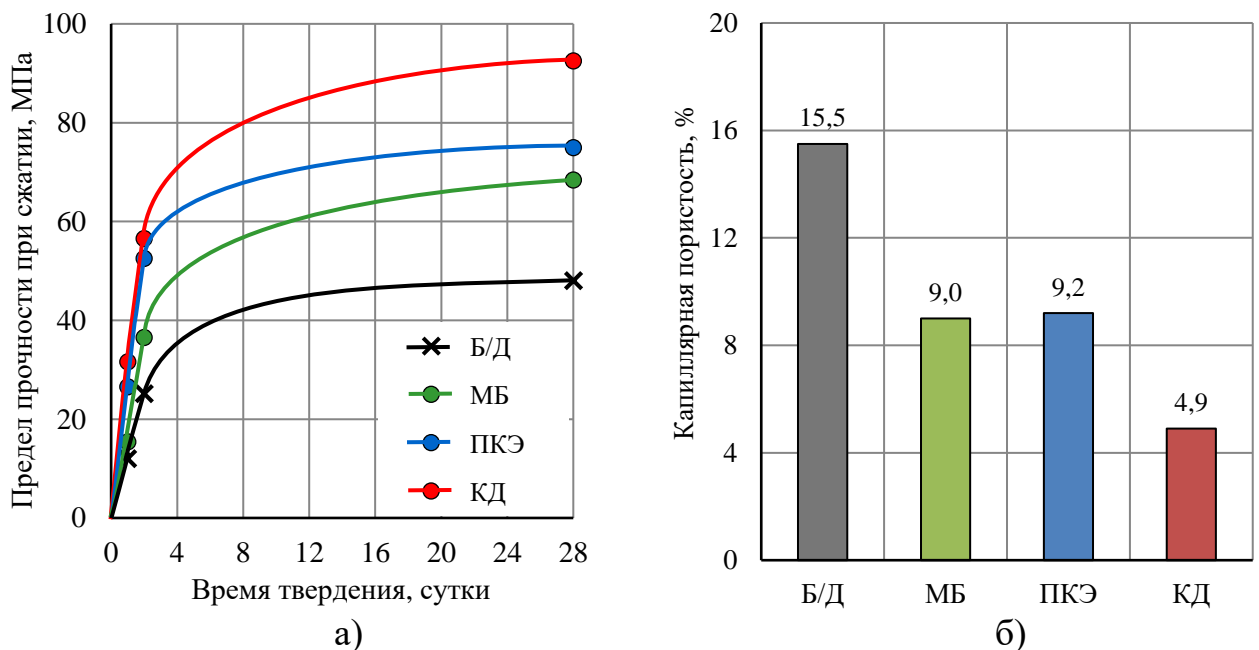 Предел прочности при сжатии, МПа
100
80
60
40
20
0
0 4 8 12 16 20 24 28
Время твердения, сутки
Б/Д
МБ
ПКЭ
КД
а)
Капиллярная пористость, %
20
16
12
8
4
0
15,5
9,0
9,2
4,9
Б/Д МБ ПКЭ КД
б)